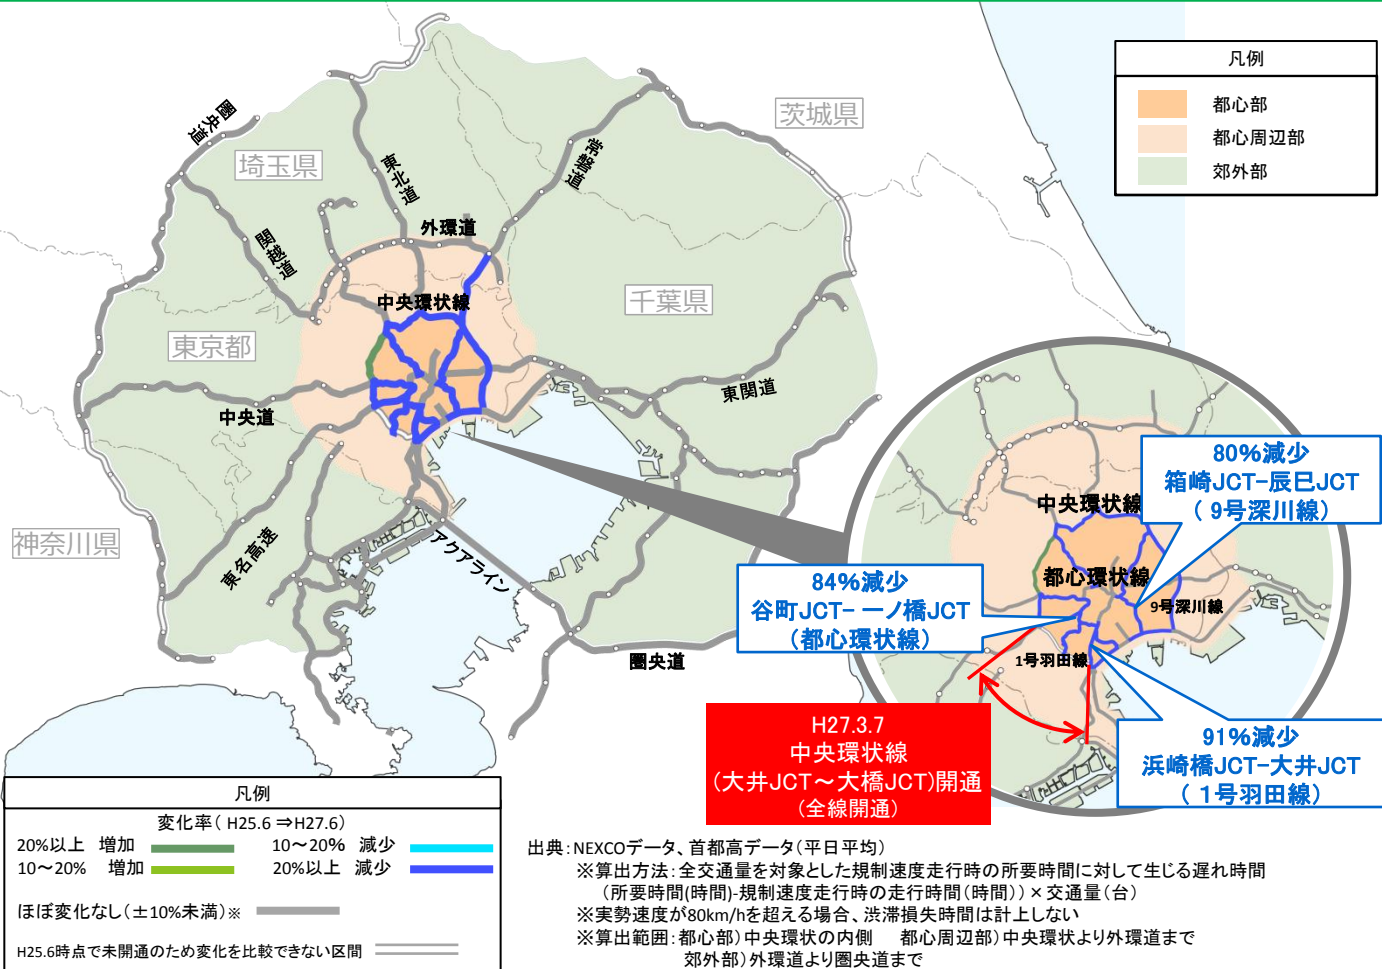 凡例
都心部
都心周辺部
郊外部
茨城県
圏央道
埼玉県
東北道
常磐道
外環道
関越道
中央環状線
千葉県
東京都
東関道
中央道
神奈川県
東名高速
アクアライン
圏央道
80%減少
箱崎JCT-辰巳JCT
(9号深川線)
中央環状線
都心環状線
9号深川線
84%減少
谷町JCT- 一ノ橋JCT
(都心環状線)
1号羽田線
H27.3.7
中央環状線
(大井JCT～大橋JCT)開通
(全線開通)
91%減少
浜崎橋JCT-大井JCT
(1号羽田線)
凡例
変化率( H25.6 ⇒H27.6)
20%以上 増加 10～20% 減少
10～20% 増加 20%以上 減少
ほぼ変化なし(±10%未満)※
H25.6時点で未開通のため変化を比較できない区間
出典：NEXCOデータ、首都高データ(平日平均)
※算出方法：全交通量を対象とした規制速度走行時の所要時間に対して生じる遅れ時間
(所要時間(時間)-規制速度走行時の走行時間(時間))×交通量(台)
※実勢速度が80km/hを超える場合、渋滞損失時間は計上しない
※算出範囲：都心部)中央環状の内側 都心周辺部)中央環状より外環道まで
郊外部)外環道より圏央道まで